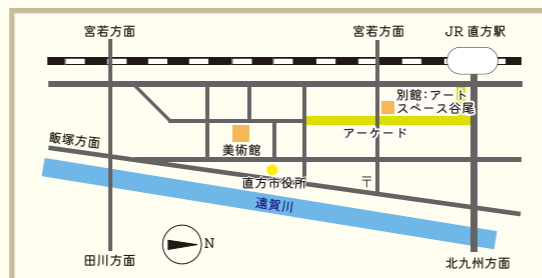 宮若方面
宮若方面
JR 直方駅
別館：アート
スペース谷尾
アーケード
飯塚方面
美術館
直方市役所
〒
遠賀川
N
田川方面
北九州方面